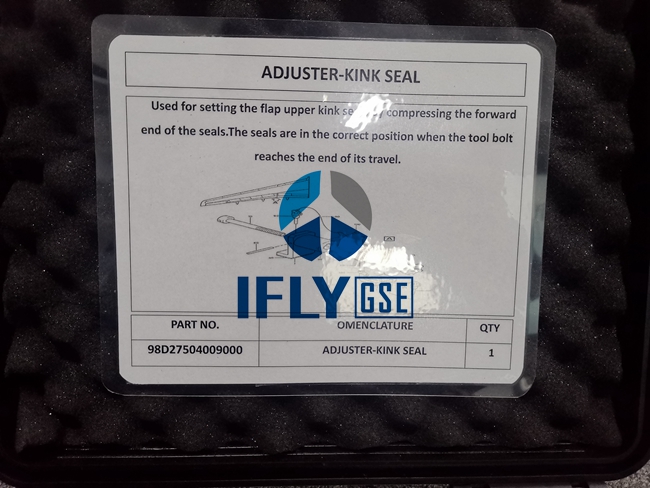 ADJUSTER-KINK SEAL
Used for setting the flap upper kink by compressing the forward
end of the seals.The seals are in the correct position when the tool bolt
reaches the end of its travel.
IFLY GSE
PART NO. OMENCLATURE QTY
98D27504009000 ADJUSTER-KINK SEAL 1